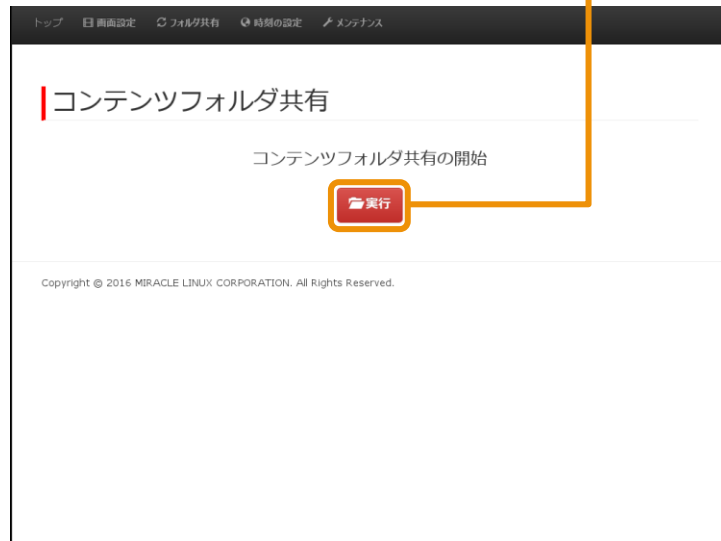 トップ 画面設定 フォルダ共有 時刻の設定 メンテナンス
コンテンツフォルダ共有
コンテンツフォルダ共有の開始
実行
Copyright © 2016 MIRACLE LINUX CORPORATION. All Rights Reserved.